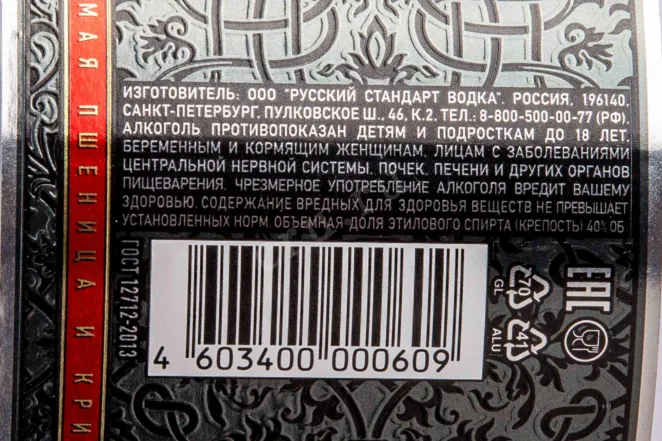 ИЗГОТОВИТЕЛЬ: ООО "РУССКИЙ СТАНДАРТ ВОДКА". РОССИЯ, 196140,
САНКТ-ПЕТЕРБУРГ, ПУЛКОВСКОЕ Ш., 46, К.2. ТЕЛ.: 8-800-500-00-77 (РФ).
АЛКОГОЛЬ ПРОТИВОПОКАЗАН ДЕТЯМ И ПОДРОСТКАМ ДО 18 ЛЕТ,
БЕРЕМЕННЫМ И КОРМЯЩИМ ЖЕНЩИНАМ, ЛИЦАМ С ЗАБОЛЕВАНИЯМИ
ЦЕНТРАЛЬНОЙ НЕРВНОЙ СИСТЕМЫ, ПОЧЕК, ПЕЧЕНИ И ДРУГИХ ОРГАНОВ
ПИЩЕВАРЕНИЯ. ЧРЕЗМЕРНОЕ УПОТРЕБЛЕНИЕ АЛКОГОЛЯ ВРЕДИТ ВАШЕМУ
ЗДОРОВЬЮ. СОДЕРЖАНИЕ ВРЕДНЫХ ДЛЯ ЗДОРОВЬЯ ВЕЩЕСТВ НЕ ПРЕВЫШАЕТ
УСТАНОВЛЕННЫХ НОРМ. ОБЪЕМНАЯ ДОЛЯ ЭТИЛОВОГО СПИРТА (КРЕПОСТЬ) 40% ОБ.
МАЯ ПШЕНИЦА И КРИ
ГОСТ 12712-2013
4 603400 000609
70
GL
41
ALU
EAC